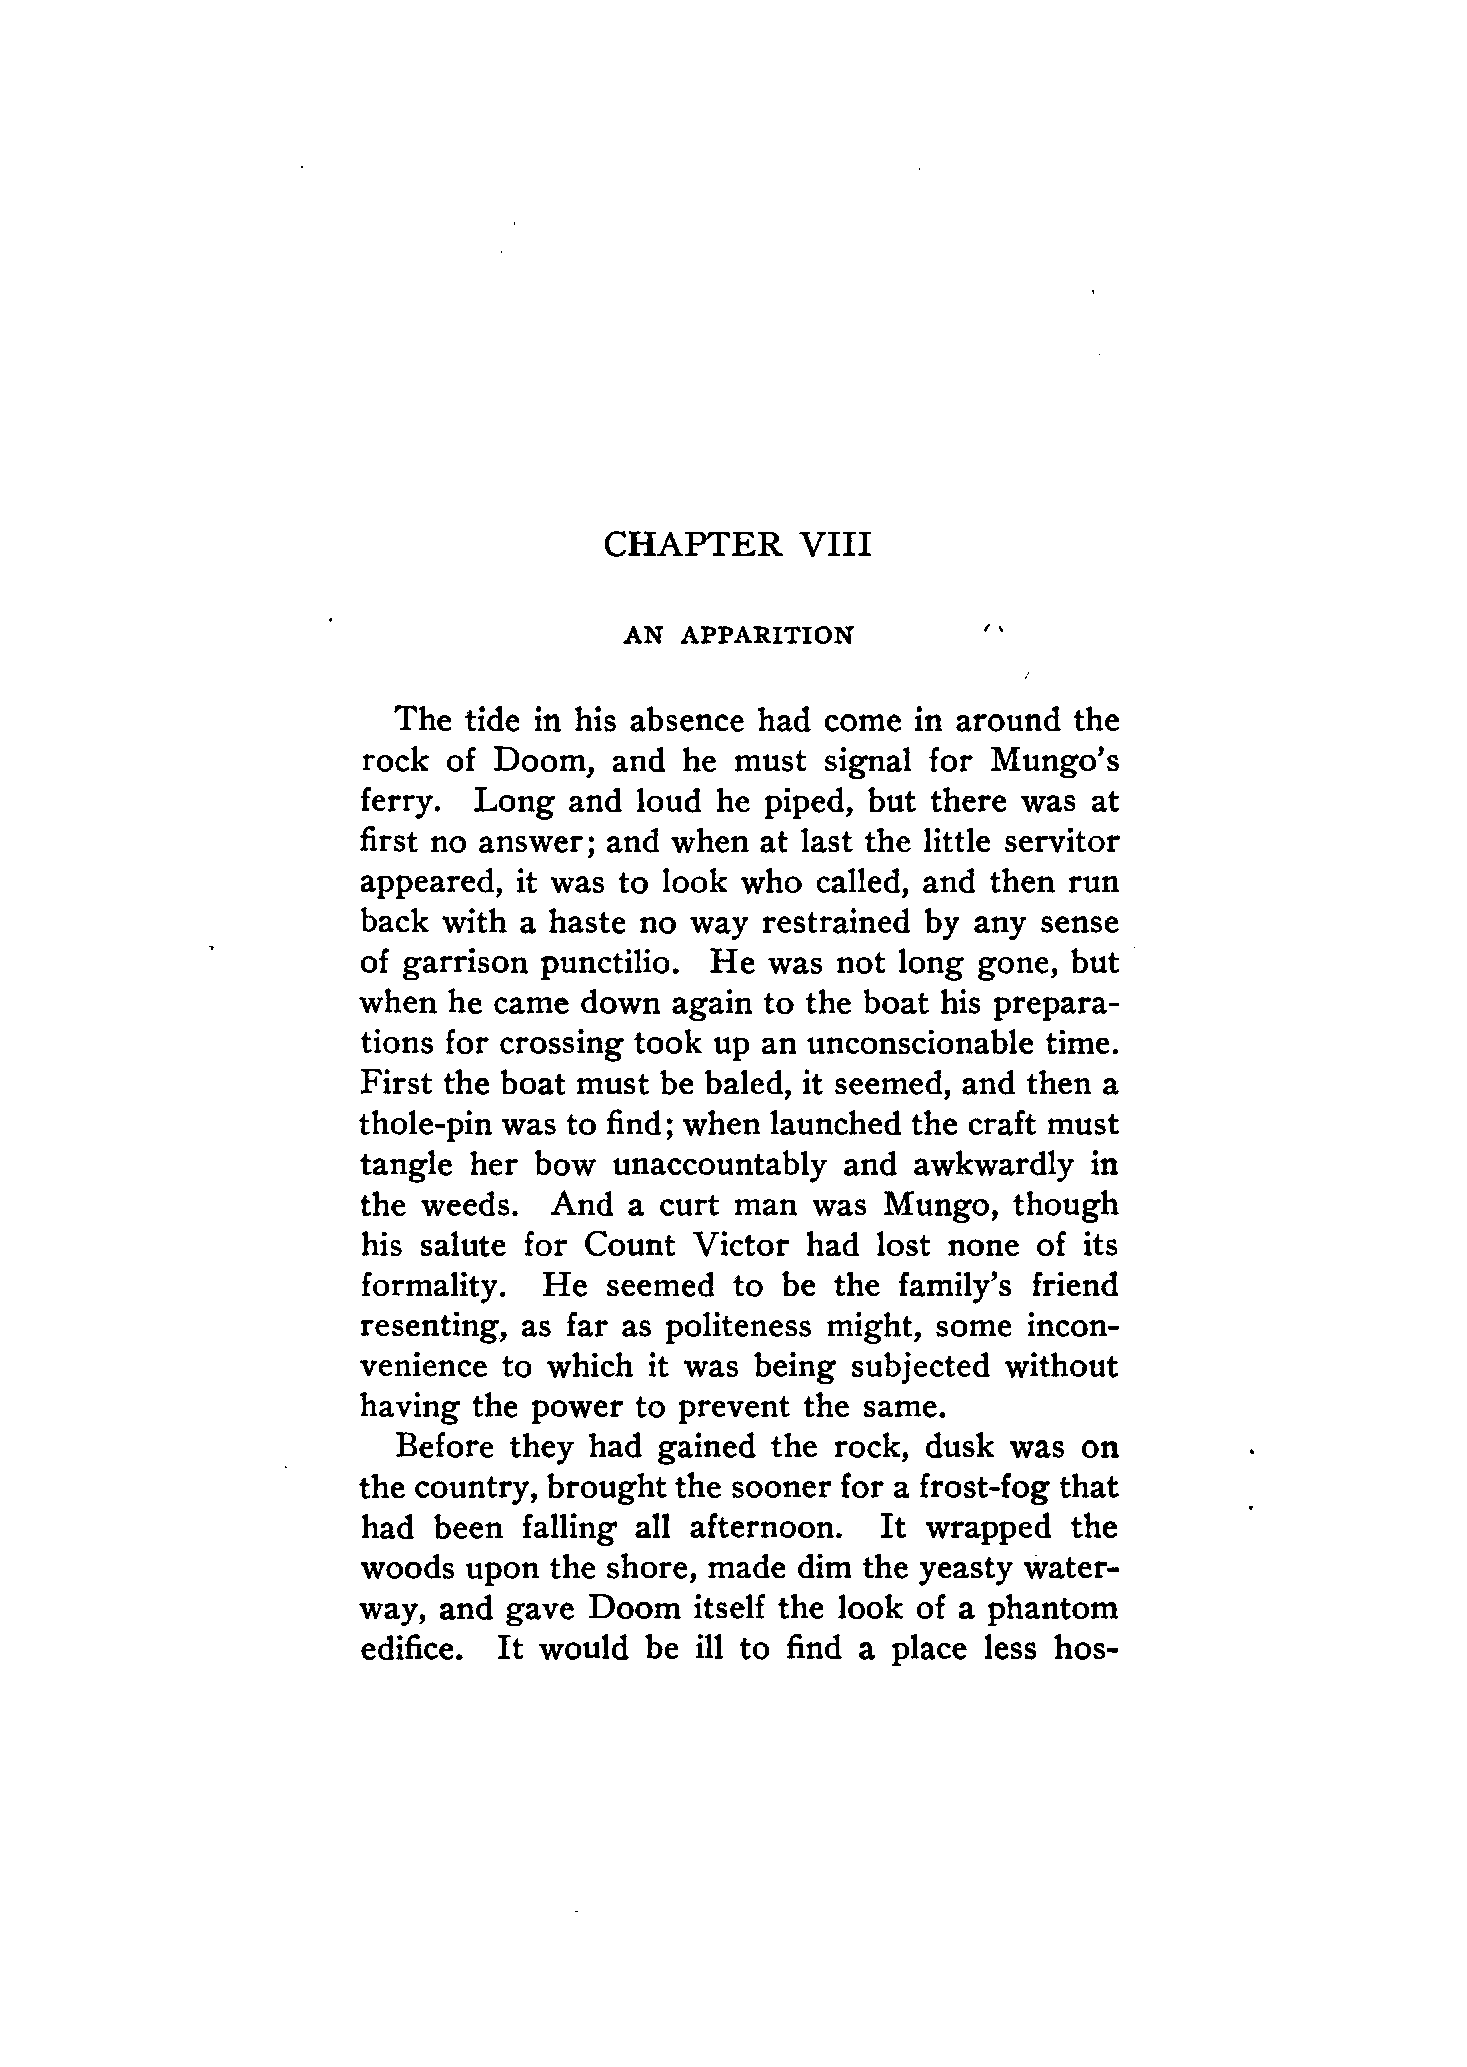 CHAPTER VIII
AN APPARITION
The tide in his absence had come in around the
rock of Doom, and he must signal for Mungo's
ferry. Long and loud he piped, but there was at
first no answer; and when at last the little servitor
appeared, it was to look who called, and then run
back with a haste no way restrained by any sense
of garrison punctilio. He was not long gone, but
when he came down again to the boat his prepara-
tions for crossing took up an unconscionable time.
First the boat must be baled, it seemed, and then a
thole-pin was to find; when launched the craft must
tangle her bow unaccountably and awkwardly in
the weeds. And a curt man was Mungo, though
his salute for Count Victor had lost none of its
formality. He seemed to be the family's friend
resenting, as far as politeness might, some incon-
venience to which it was being subjected without
having the power to prevent the same.
Before they had gained the rock, dusk was on
the country, brought the sooner for a frost-fog that
had been falling all afternoon. It wrapped the
woods upon the shore, made dim the yeasty water-
way, and gave Doom itself the look of a phantom
edifice. It would be ill to find a place less hos-